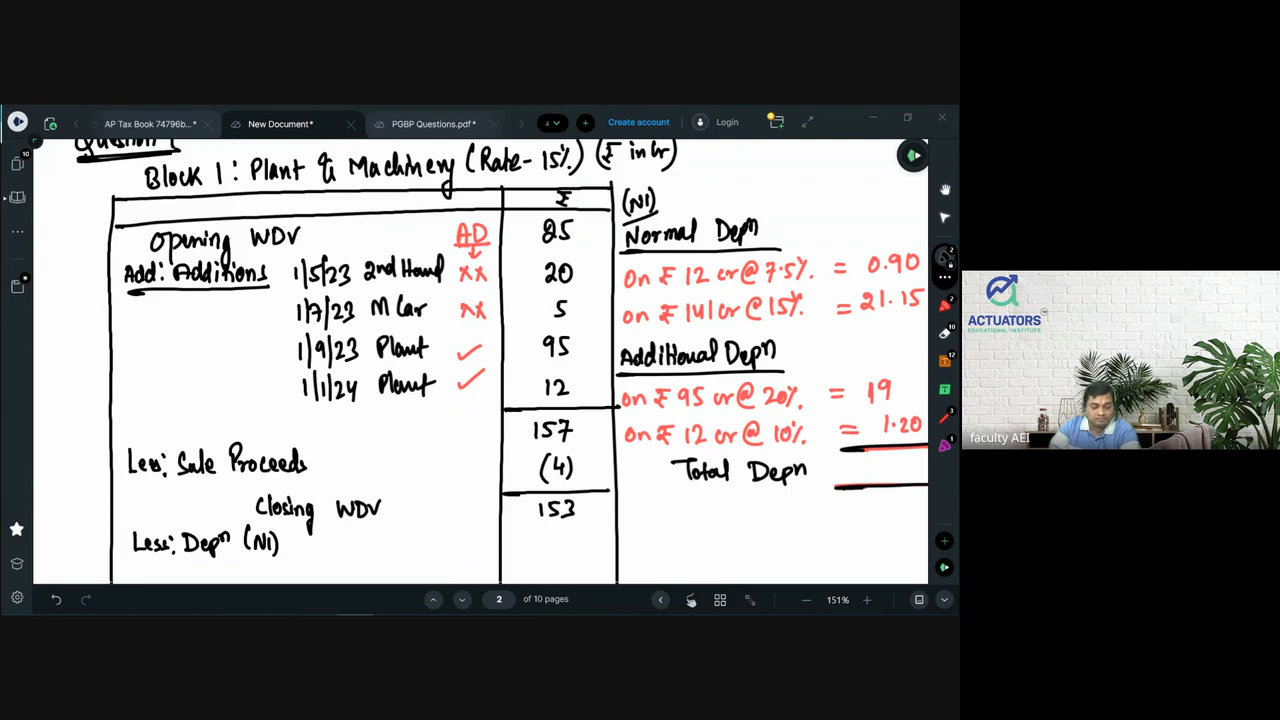 AP Tax Book 74796b...*
New Document*
PGBP Questions.pdf*
4
Create account
Login
Block 1: Plant & Machinery (Rate - 15%) (₹ in Cr)
₹
(N1)
Opening WDV AD 25
Normal Depn
Add: Additions 1/5/23 2nd Hand xx 20
on ₹ 12 cr @ 7.5% = 0.90
1/7/23 M Car xx 5
on ₹ 141 cr @ 15% = 21.15
1/9/23 Plant ✓ 95
Additional Depn
1/1/24 Plant ✓ 12
on ₹ 95 cr @ 20% = 19
157
on ₹ 12 cr @ 10% = 1.20
Less: Sale Proceeds (4)
Total Depn
Closing WDV 153
Less: Depn (N1)
2 of 10 pages
151%
ACTUATORS
EDUCATIONAL INSTITUTE
faculty AEI